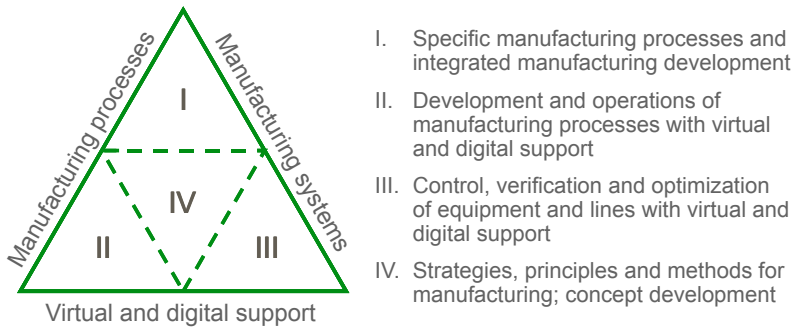 Manufacturing processes
Manufacturing systems
I
II
IV
III
Virtual and digital support
I. Specific manufacturing processes and
integrated manufacturing development
II. Development and operations of
manufacturing processes with virtual
and digital support
III. Control, verification and optimization
of equipment and lines with virtual and
digital support
IV. Strategies, principles and methods for
manufacturing; concept development